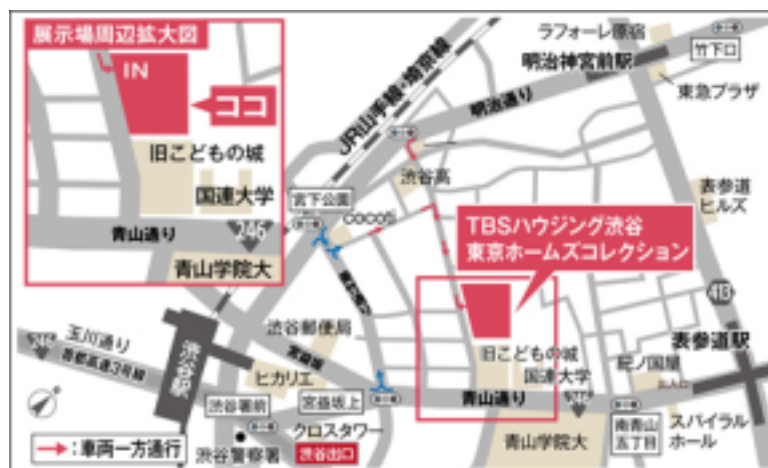 展示場周辺拡大図
IN
ココ
旧こどもの城
国連大学
青山通り
246
青山学院大
JR山手線・埼京線
明治通り
ラフォーレ原宿
竹下口
明治神宮前駅
東急プラザ
渋谷高
宮下公園
cocoti
表参道
ヒルズ
TBSハウジング渋谷
東京ホームズコレクション
413
表参道駅
玉川通り
首都高速3号線
渋谷駅
渋谷郵便局
宮益坂
ヒカリエ
旧こどもの城
国連大学
紀ノ国屋
青山通り
渋谷署前
宮益坂上
クロスタワー
渋谷警察署
渋谷出口
青山学院大
南青山
五丁目
スパイラル
ホール
:車両一方通行